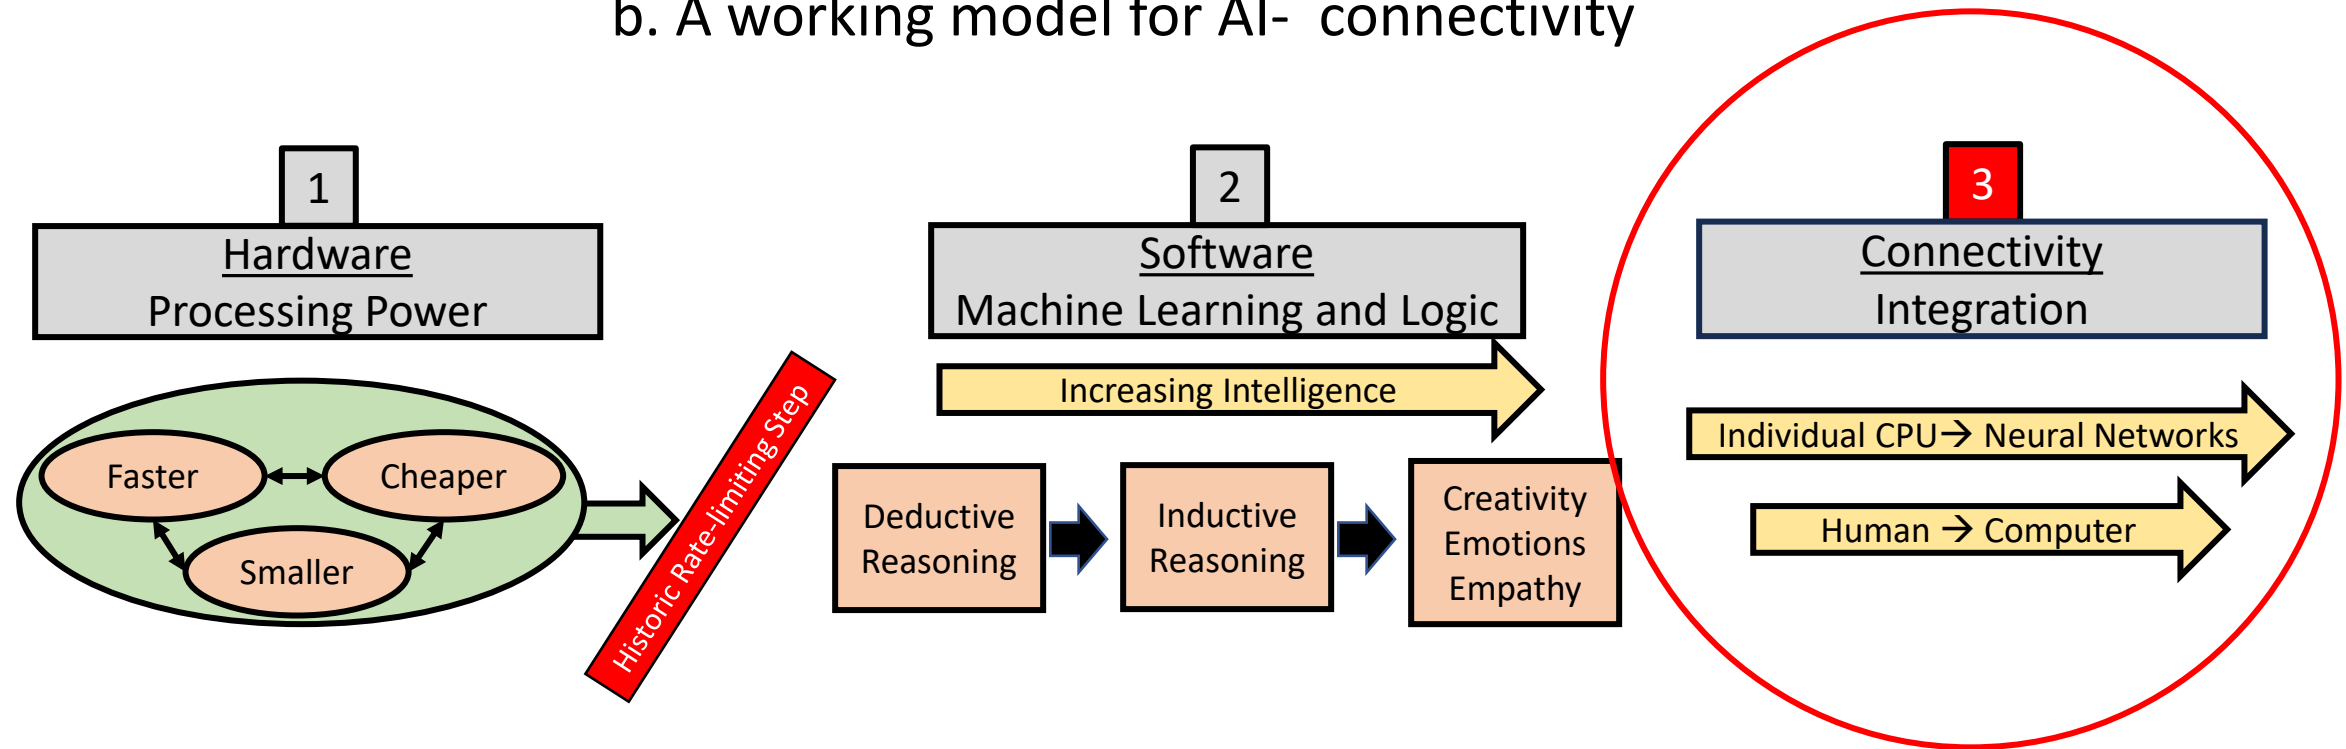 b. A working model for AI-  connectivity
1
Hardware
Processing Power
Faster
Cheaper
Smaller
Historic Rate-limiting Step
2
Software
Machine Learning and Logic
Increasing Intelligence
Deductive
Reasoning
Inductive
Reasoning
Creativity
Emotions
Empathy
3
Connectivity
Integration
Individual CPU→ Neural Networks
Human → Computer